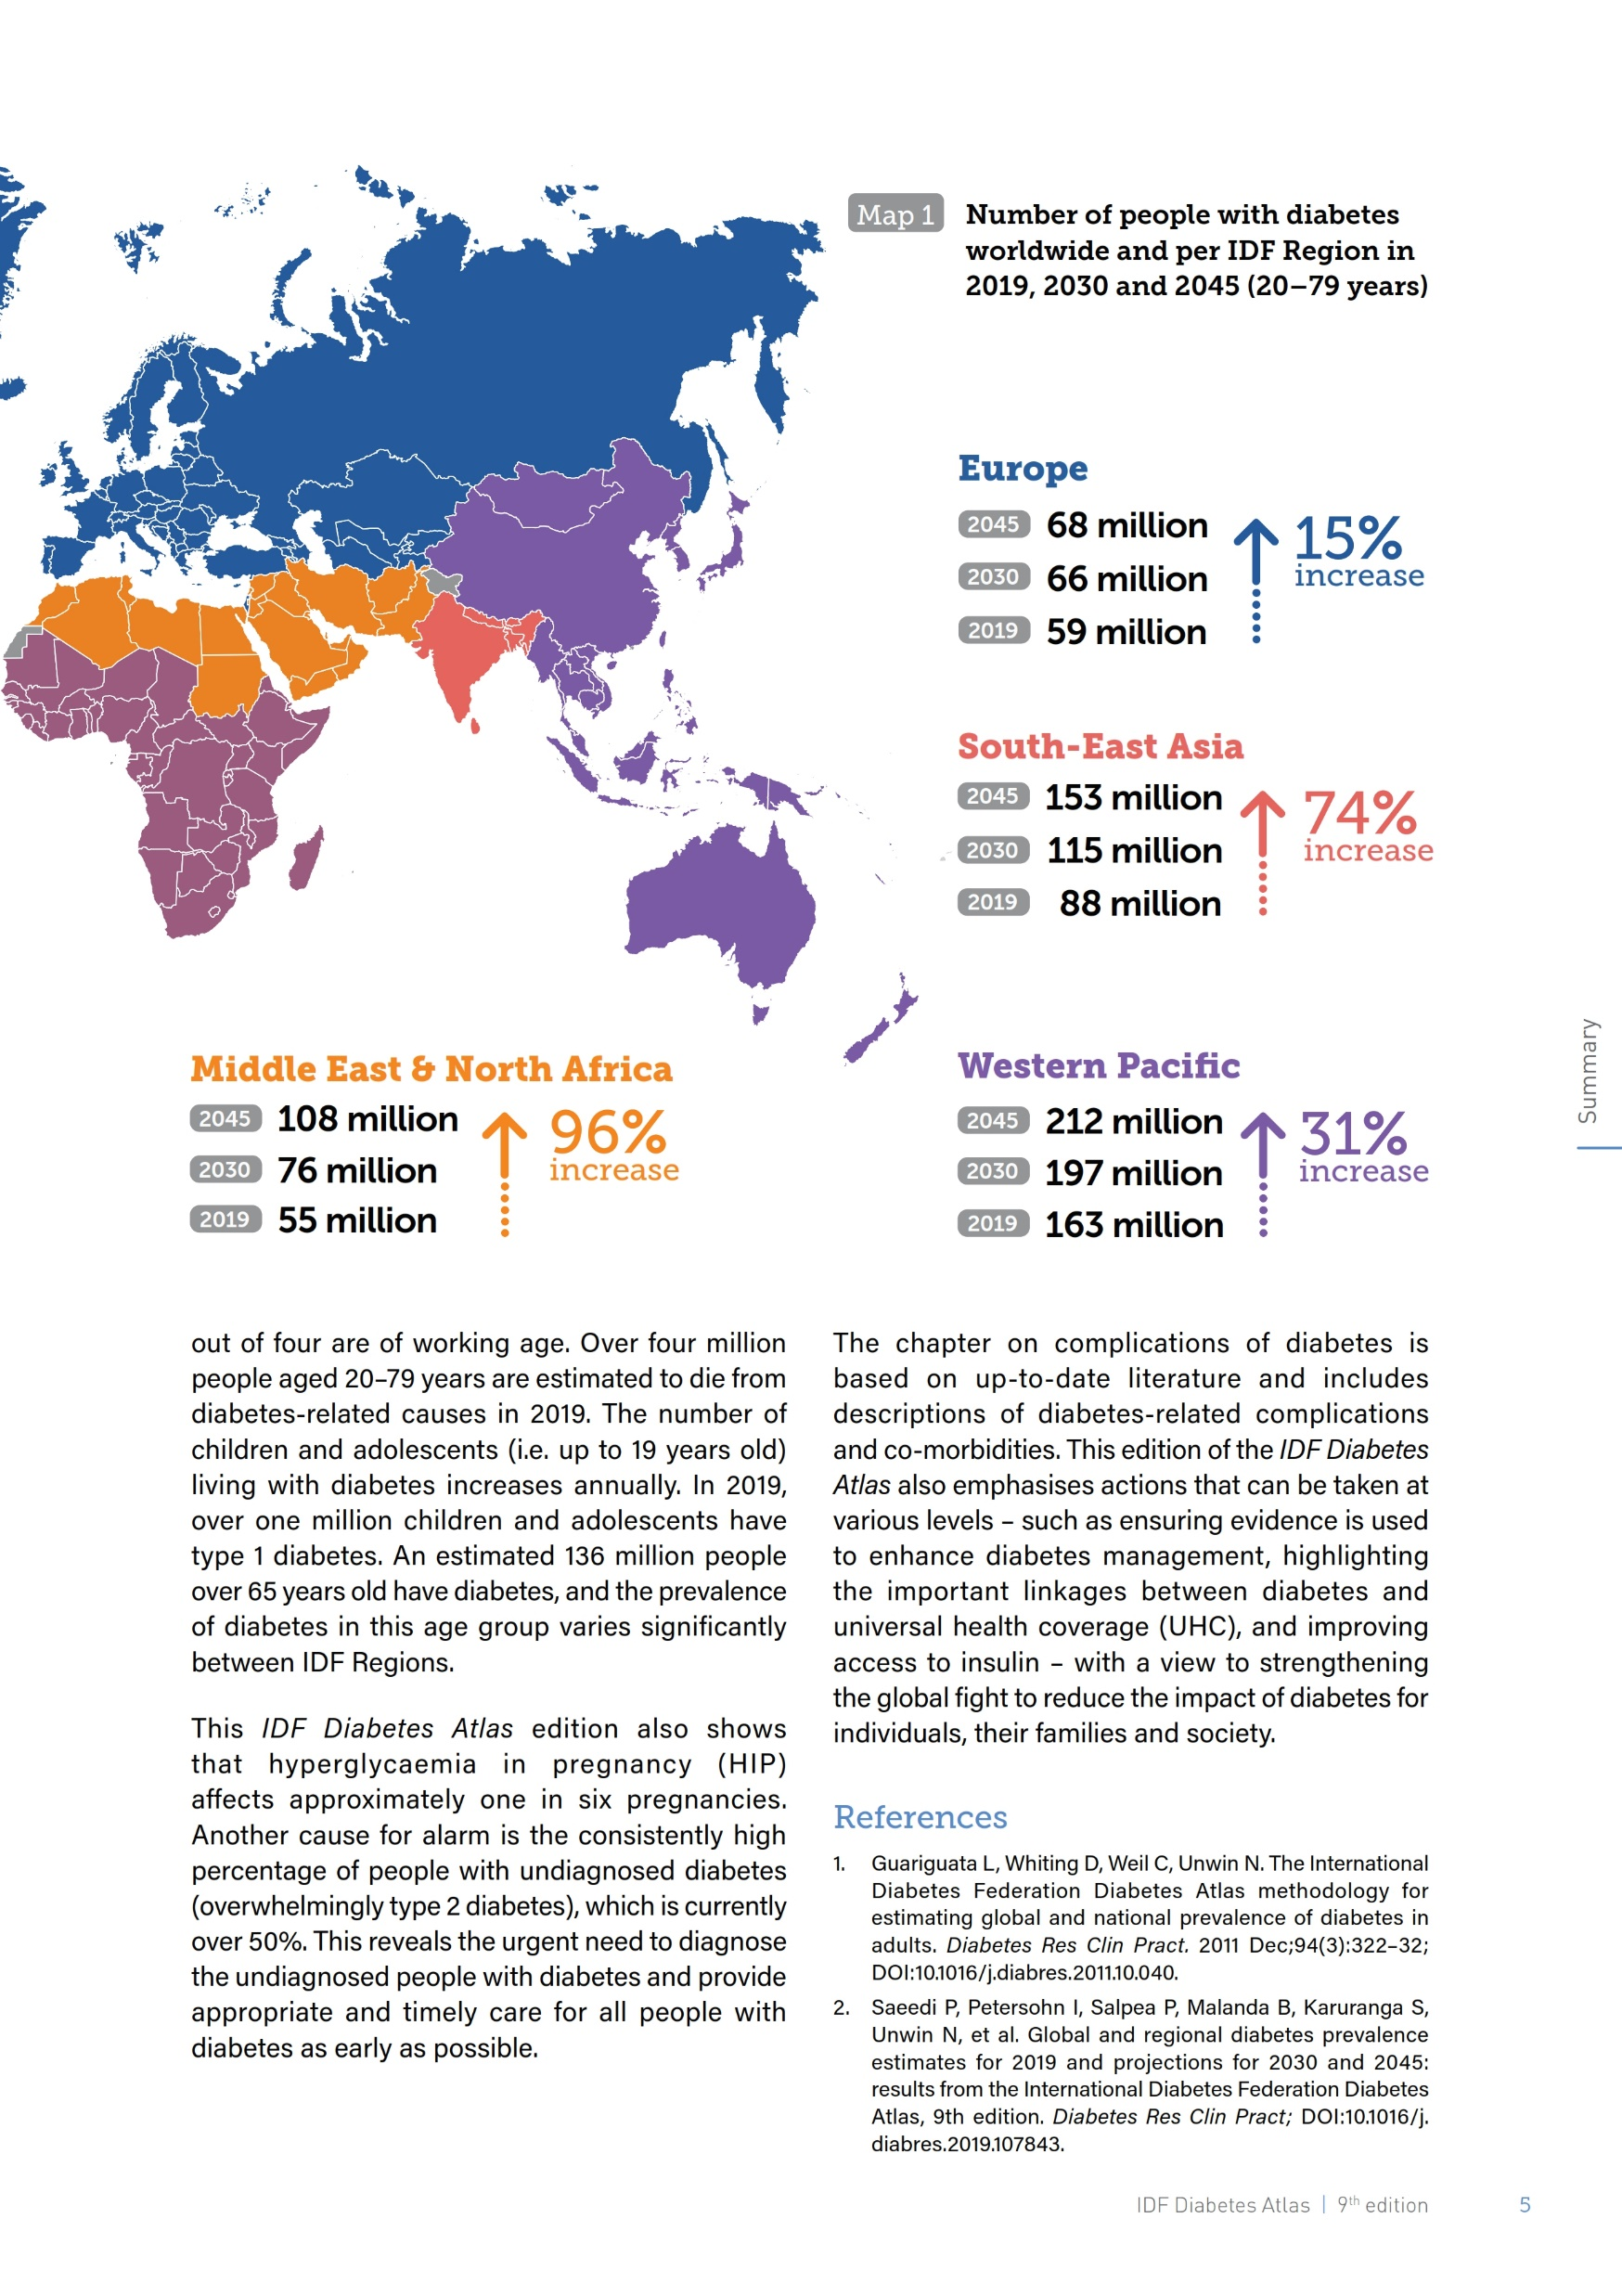 Map 1
Number of people with diabetes
worldwide and per IDF Region in
2019, 2030 and 2045 (20–79 years)
Europe
2045 68 million
2030 66 million
2019 59 million
15%
increase
South-East Asia
2045 153 million
2030 115 million
2019 88 million
74%
increase
Middle East & North Africa
2045 108 million
2030 76 million
2019 55 million
96%
increase
Western Pacific
2045 212 million
2030 197 million
2019 163 million
31%
increase
Summary
out of four are of working age. Over four million
people aged 20–79 years are estimated to die from
diabetes-related causes in 2019. The number of
children and adolescents (i.e. up to 19 years old)
living with diabetes increases annually. In 2019,
over one million children and adolescents have
type 1 diabetes. An estimated 136 million people
over 65 years old have diabetes, and the prevalence
of diabetes in this age group varies significantly
between IDF Regions.
This IDF Diabetes Atlas edition also shows
that hyperglycaemia in pregnancy (HIP)
affects approximately one in six pregnancies.
Another cause for alarm is the consistently high
percentage of people with undiagnosed diabetes
(overwhelmingly type 2 diabetes), which is currently
over 50%. This reveals the urgent need to diagnose
the undiagnosed people with diabetes and provide
appropriate and timely care for all people with
diabetes as early as possible.
The chapter on complications of diabetes is
based on up-to-date literature and includes
descriptions of diabetes-related complications
and co-morbidities. This edition of the IDF Diabetes
Atlas also emphasises actions that can be taken at
various levels – such as ensuring evidence is used
to enhance diabetes management, highlighting
the important linkages between diabetes and
universal health coverage (UHC), and improving
access to insulin – with a view to strengthening
the global fight to reduce the impact of diabetes for
individuals, their families and society.
References
1. Guariguata L, Whiting D, Weil C, Unwin N. The International
Diabetes Federation Diabetes Atlas methodology for
estimating global and national prevalence of diabetes in
adults. Diabetes Res Clin Pract. 2011 Dec;94(3):322–32;
DOI:10.1016/j.diabres.2011.10.040.
2. Saeedi P, Petersohn I, Salpea P, Malanda B, Karuranga S,
Unwin N, et al. Global and regional diabetes prevalence
estimates for 2019 and projections for 2030 and 2045:
results from the International Diabetes Federation Diabetes
Atlas, 9th edition. Diabetes Res Clin Pract; DOI:10.1016/j.
diabres.2019.107843.
IDF Diabetes Atlas | 9th edition 5